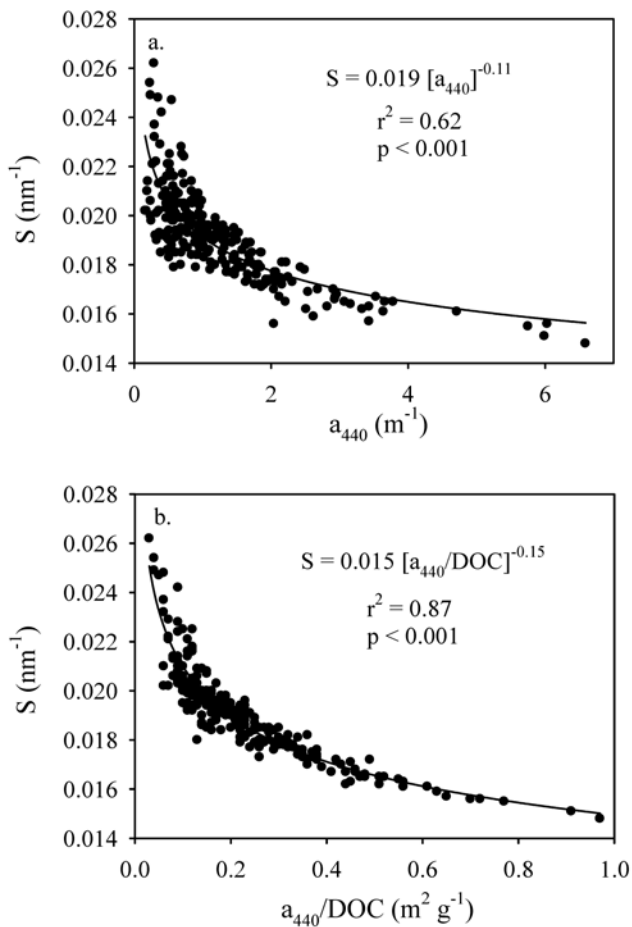 a.
S = 0.019 [a₄₄₀]⁻⁰·¹¹
r² = 0.62
p < 0.001
0.028
0.026
0.024
0.022
0.020
0.018
0.016
0.014
S (nm⁻¹)
0 2 4 6
a₄₄₀ (m⁻¹)
b.
S = 0.015 [a₄₄₀/DOC]⁻⁰·¹⁵
r² = 0.87
p < 0.001
0.028
0.026
0.024
0.022
0.020
0.018
0.016
0.014
S (nm⁻¹)
0.0 0.2 0.4 0.6 0.8 1.0
a₄₄₀/DOC (m² g⁻¹)